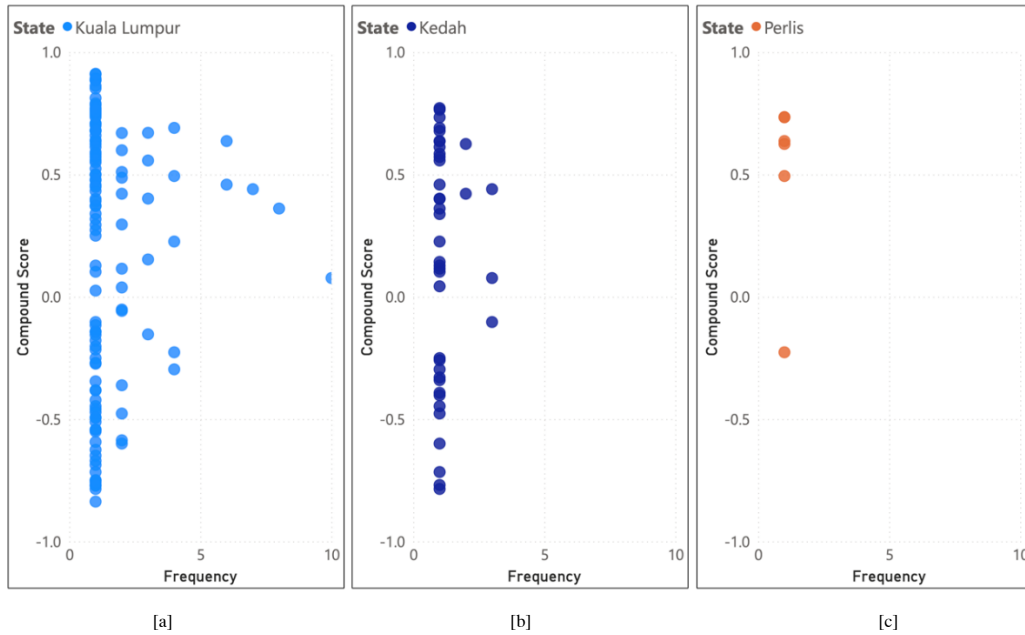 State Kuala Lumpur
1.0
0.5
0.0
-0.5
-1.0
Compound Score
0 5 10
Frequency
[a]
State Kedah
1.0
0.5
0.0
-0.5
-1.0
Compound Score
0 5 10
Frequency
[b]
State Perlis
1.0
0.5
0.0
-0.5
-1.0
Compound Score
0 5 10
Frequency
[c]